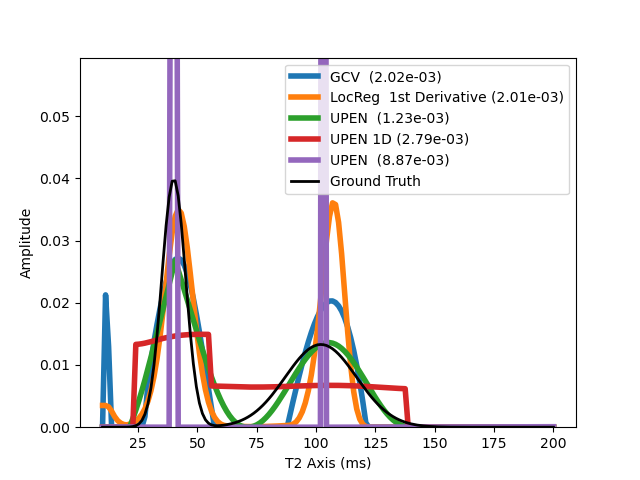 GCV  (2.02e-03)
LocReg  1st Derivative (2.01e-03)
UPEN  (1.23e-03)
UPEN 1D (2.79e-03)
UPEN  (8.87e-03)
Ground Truth
Amplitude
0.05
0.04
0.03
0.02
0.01
0.00
25 50 75 100 125 150 175 200
T2 Axis (ms)